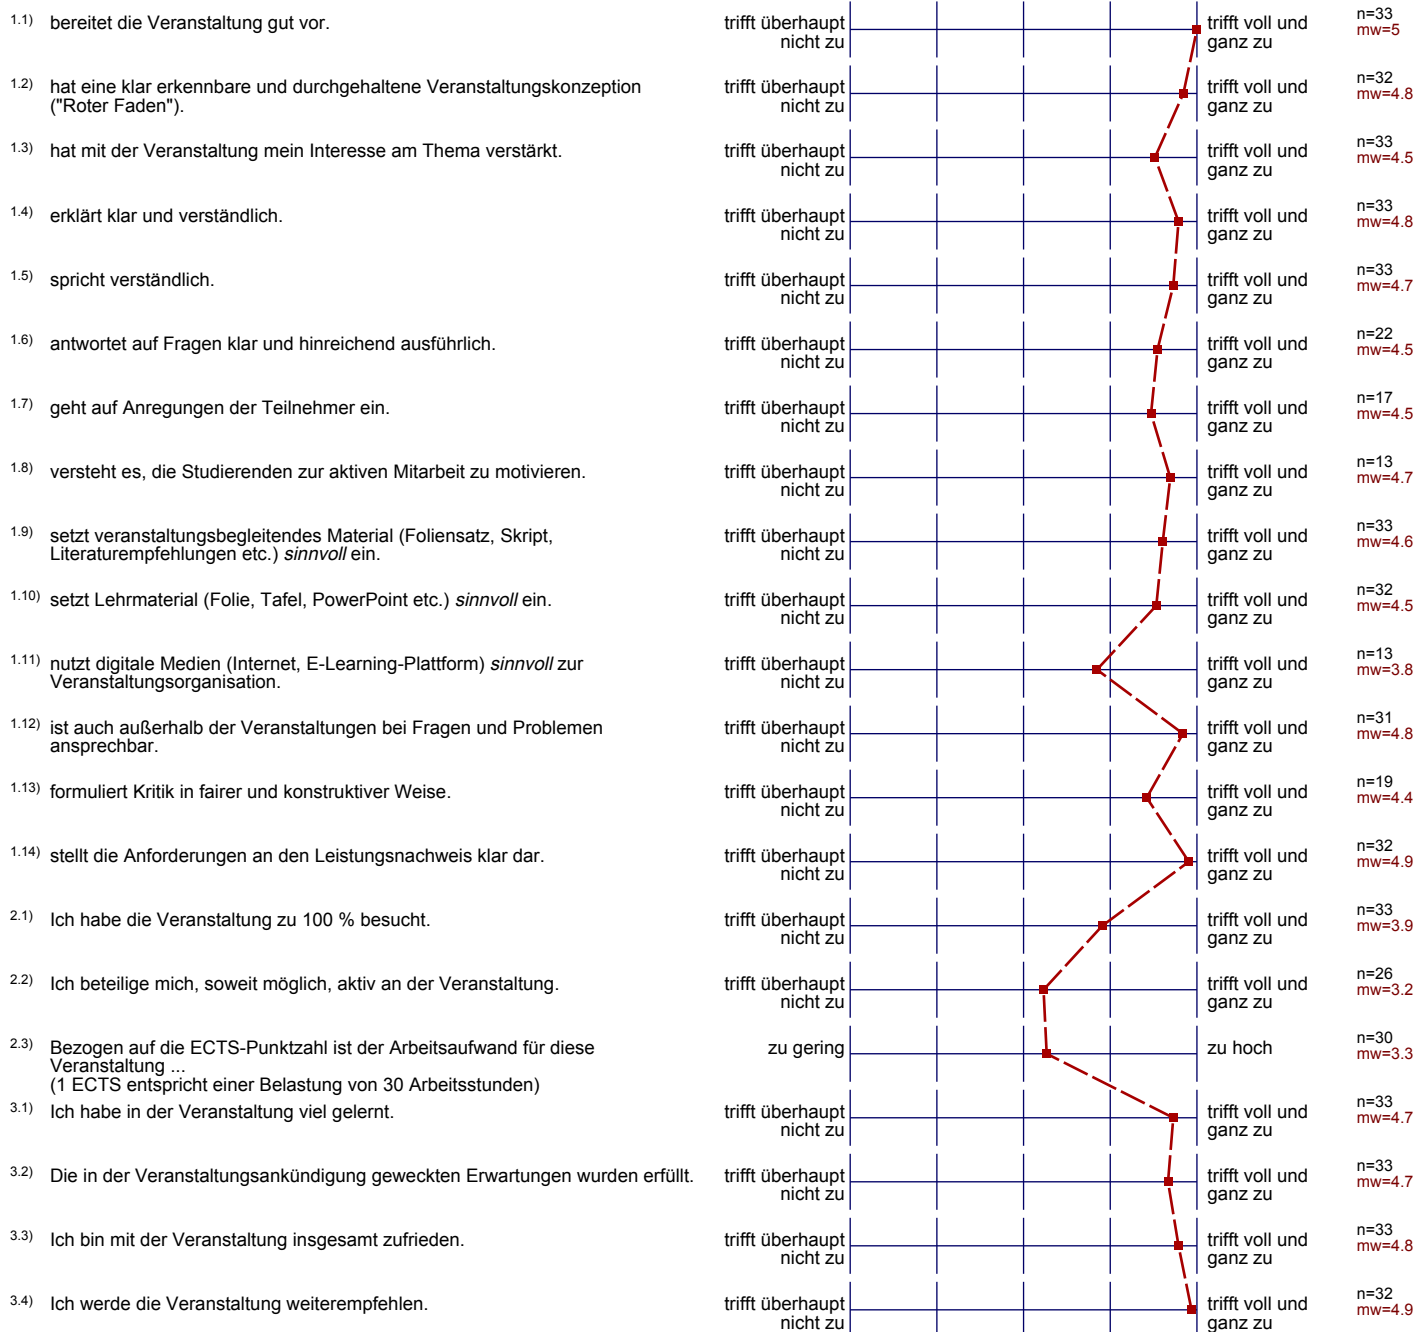 1.1) bereitet die Veranstaltung gut vor.
trifft überhaupt
nicht zu
trifft voll und
ganz zu
n=33
mw=5
1.2) hat eine klar erkennbare und durchgehaltene Veranstaltungskonzeption
("Roter Faden").
trifft überhaupt
nicht zu
trifft voll und
ganz zu
n=32
mw=4.8
1.3) hat mit der Veranstaltung mein Interesse am Thema verstärkt.
trifft überhaupt
nicht zu
trifft voll und
ganz zu
n=33
mw=4.5
1.4) erklärt klar und verständlich.
trifft überhaupt
nicht zu
trifft voll und
ganz zu
n=33
mw=4.8
1.5) spricht verständlich.
trifft überhaupt
nicht zu
trifft voll und
ganz zu
n=33
mw=4.7
1.6) antwortet auf Fragen klar und hinreichend ausführlich.
trifft überhaupt
nicht zu
trifft voll und
ganz zu
n=22
mw=4.5
1.7) geht auf Anregungen der Teilnehmer ein.
trifft überhaupt
nicht zu
trifft voll und
ganz zu
n=17
mw=4.5
1.8) versteht es, die Studierenden zur aktiven Mitarbeit zu motivieren.
trifft überhaupt
nicht zu
trifft voll und
ganz zu
n=13
mw=4.7
1.9) setzt veranstaltungsbegleitendes Material (Foliensatz, Skript,
Literaturempfehlungen etc.) sinnvoll ein.
trifft überhaupt
nicht zu
trifft voll und
ganz zu
n=33
mw=4.6
1.10) setzt Lehrmaterial (Folie, Tafel, PowerPoint etc.) sinnvoll ein.
trifft überhaupt
nicht zu
trifft voll und
ganz zu
n=32
mw=4.5
1.11) nutzt digitale Medien (Internet, E-Learning-Plattform) sinnvoll zur
Veranstaltungsorganisation.
trifft überhaupt
nicht zu
trifft voll und
ganz zu
n=13
mw=3.8
1.12) ist auch außerhalb der Veranstaltungen bei Fragen und Problemen
ansprechbar.
trifft überhaupt
nicht zu
trifft voll und
ganz zu
n=31
mw=4.8
1.13) formuliert Kritik in fairer und konstruktiver Weise.
trifft überhaupt
nicht zu
trifft voll und
ganz zu
n=19
mw=4.4
1.14) stellt die Anforderungen an den Leistungsnachweis klar dar.
trifft überhaupt
nicht zu
trifft voll und
ganz zu
n=32
mw=4.9
2.1) Ich habe die Veranstaltung zu 100 % besucht.
trifft überhaupt
nicht zu
trifft voll und
ganz zu
n=33
mw=3.9
2.2) Ich beteilige mich, soweit möglich, aktiv an der Veranstaltung.
trifft überhaupt
nicht zu
trifft voll und
ganz zu
n=26
mw=3.2
2.3) Bezogen auf die ECTS-Punktzahl ist der Arbeitsaufwand für diese
Veranstaltung ...
(1 ECTS entspricht einer Belastung von 30 Arbeitsstunden)
zu gering
zu hoch
n=30
mw=3.3
3.1) Ich habe in der Veranstaltung viel gelernt.
trifft überhaupt
nicht zu
trifft voll und
ganz zu
n=33
mw=4.7
3.2) Die in der Veranstaltungsankündigung geweckten Erwartungen wurden erfüllt.
trifft überhaupt
nicht zu
trifft voll und
ganz zu
n=33
mw=4.7
3.3) Ich bin mit der Veranstaltung insgesamt zufrieden.
trifft überhaupt
nicht zu
trifft voll und
ganz zu
n=33
mw=4.8
3.4) Ich werde die Veranstaltung weiterempfehlen.
trifft überhaupt
nicht zu
trifft voll und
ganz zu
n=32
mw=4.9